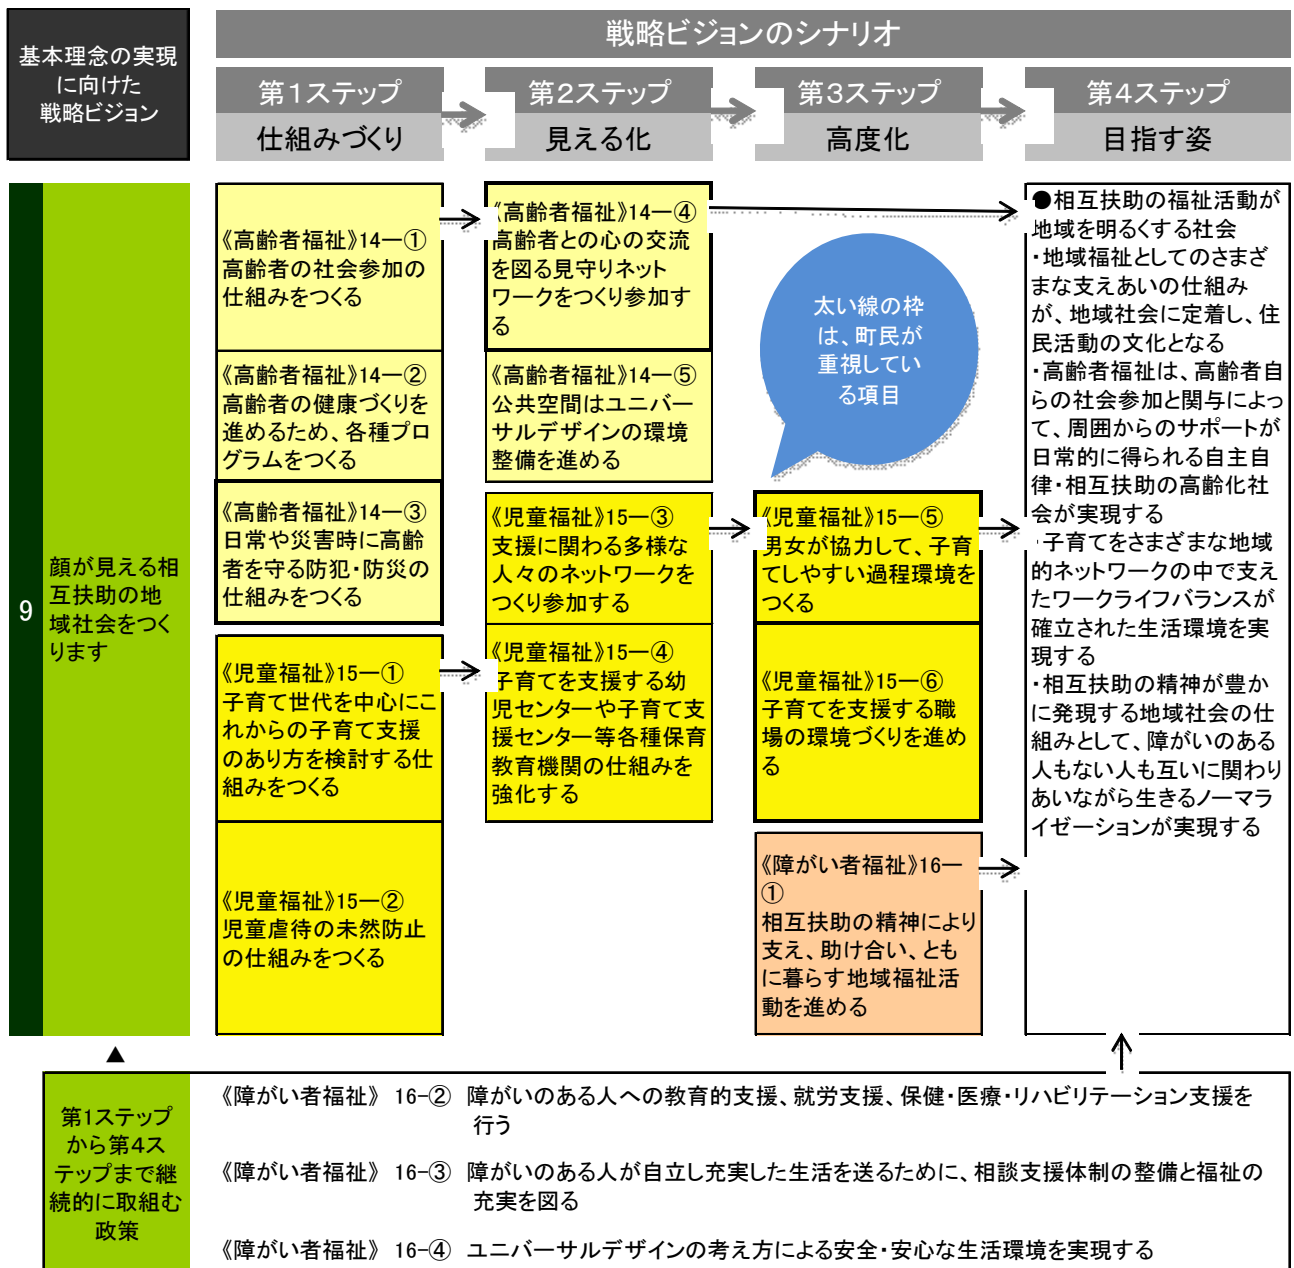 基本理念の実現
に向けた
戦略ビジョン
戦略ビジョンのシナリオ
第1ステップ
仕組みづくり
第2ステップ
見える化
第3ステップ
高度化
第4ステップ
目指す姿
9
顔が見える相
互扶助の地
域社会をつく
ります
《高齢者福祉》14ー①
高齢者の社会参加の
仕組みをつくる
《高齢者福祉》14ー②
高齢者の健康づくりを
進めるため、各種プロ
グラムをつくる
《高齢者福祉》14ー③
日常や災害時に高齢
者を守る防犯・防災の
仕組みをつくる
《児童福祉》15ー①
子育て世代を中心にこ
れからの子育て支援
のあり方を検討する仕
組みをつくる
《児童福祉》15ー②
児童虐待の未然防止
の仕組みをつくる
《高齢者福祉》14ー④
高齢者との心の交流
を図る見守りネット
ワークをつくり参加す
る
《高齢者福祉》14ー⑤
公共空間はユニバー
サルデザインの環境
整備を進める
《児童福祉》15ー③
支援に関わる多様な
人々のネットワークを
つくり参加する
《児童福祉》15ー④
子育てを支援する幼
児センターや子育て支
援センター等各種保育
教育機関の仕組みを
強化する
太い線の枠
は、町民が
重視してい
る項目
《児童福祉》15ー⑤
男女が協力して、子育
てしやすい過程環境を
つくる
《児童福祉》15ー⑥
子育てを支援する職
場の環境づくりを進め
る
《障がい者福祉》16ー
①
相互扶助の精神により
支え、助け合い、とも
に暮らす地域福祉活
動を進める
●相互扶助の福祉活動が
地域を明るくする社会
・地域福祉としてのさまざ
まな支えあいの仕組み
が、地域社会に定着し、住
民活動の文化となる
・高齢者福祉は、高齢者自
らの社会参加と関与によっ
て、周囲からのサポートが
日常的に得られる自主自
律・相互扶助の高齢化社
会が実現する
・子育てをさまざまな地域
的ネットワークの中で支え
たワークライフバランスが
確立された生活環境を実
現する
・相互扶助の精神が豊か
に発現する地域社会の仕
組みとして、障がいのある
人もない人も互いに関わり
あいながら生きるノーマラ
イゼーションが実現する
▲
第1ステップ
から第4ス
テップまで継
続的に取組む
政策
《障がい者福祉》 16-② 障がいのある人への教育的支援、就労支援、保健・医療・リハビリテーション支援を
行う
《障がい者福祉》 16-③ 障がいのある人が自立し充実した生活を送るために、相談支援体制の整備と福祉の
充実を図る
《障がい者福祉》 16-④ ユニバーサルデザインの考え方による安全・安心な生活環境を実現する